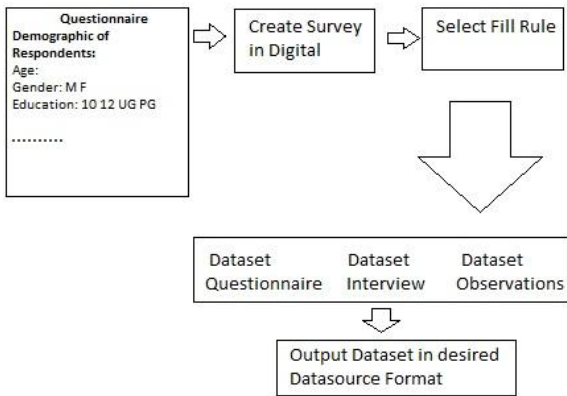 Questionnaire
Demographic of
Respondents:
Age:
Gender: M F
Education: 10 12 UG PG
..........
Create Survey
in Digital
Select Fill Rule
Dataset Questionnaire
Dataset Interview
Dataset Observations
Output Dataset in desired
Datasource Format